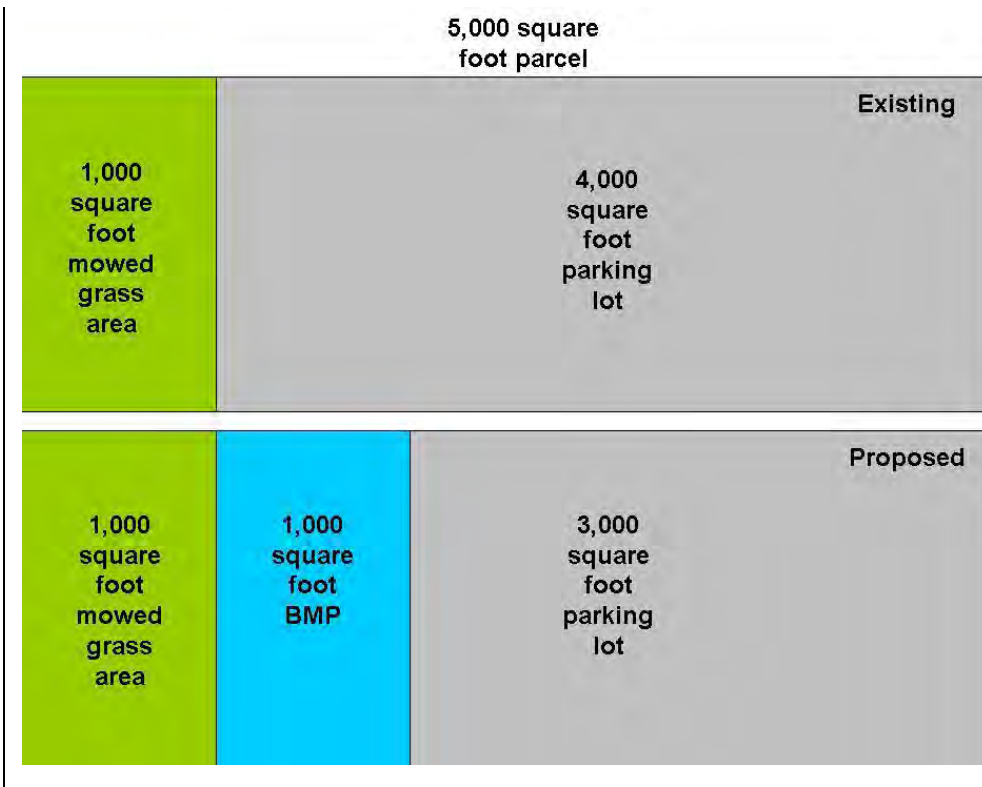 5,000 square
foot parcel
Existing
1,000
square
foot
mowed
grass
area
4,000
square
foot
parking
lot
Proposed
1,000
square
foot
mowed
grass
area
1,000
square
foot
BMP
3,000
square
foot
parking
lot